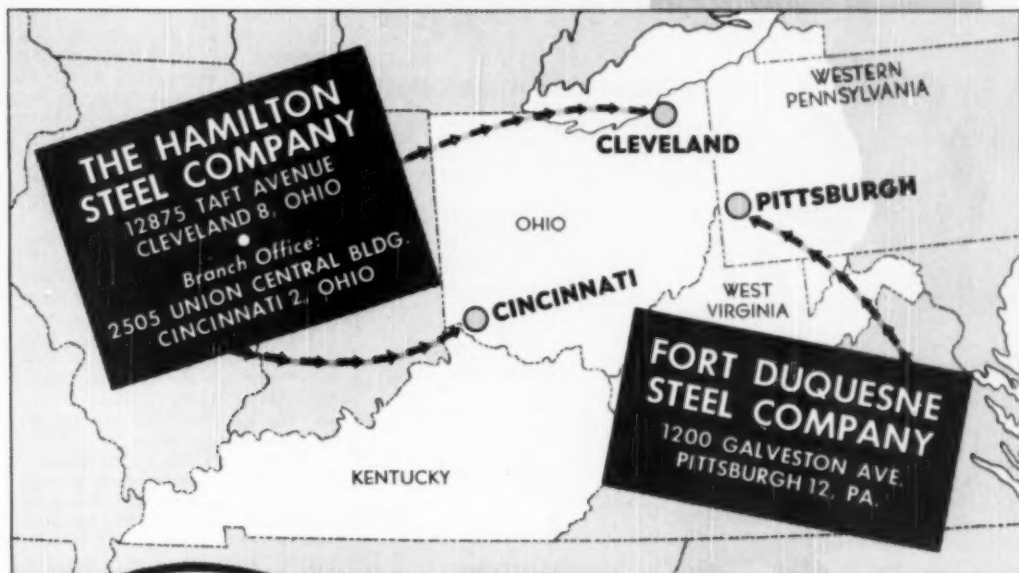 THE HAMILTON
STEEL COMPANY
12875 TAFT AVENUE
CLEVELAND 8, OHIO
Branch Office:
2505 UNION CENTRAL BLDG.
CINCINNATI 2, OHIO
WESTERN
PENNSYLVANIA
CLEVELAND
PITTSBURGH
OHIO
CINCINNATI
WEST
VIRGINIA
KENTUCKY
FORT DUQUESNE
STEEL COMPANY
1200 GALVESTON AVE.
PITTSBURGH 12, PA.